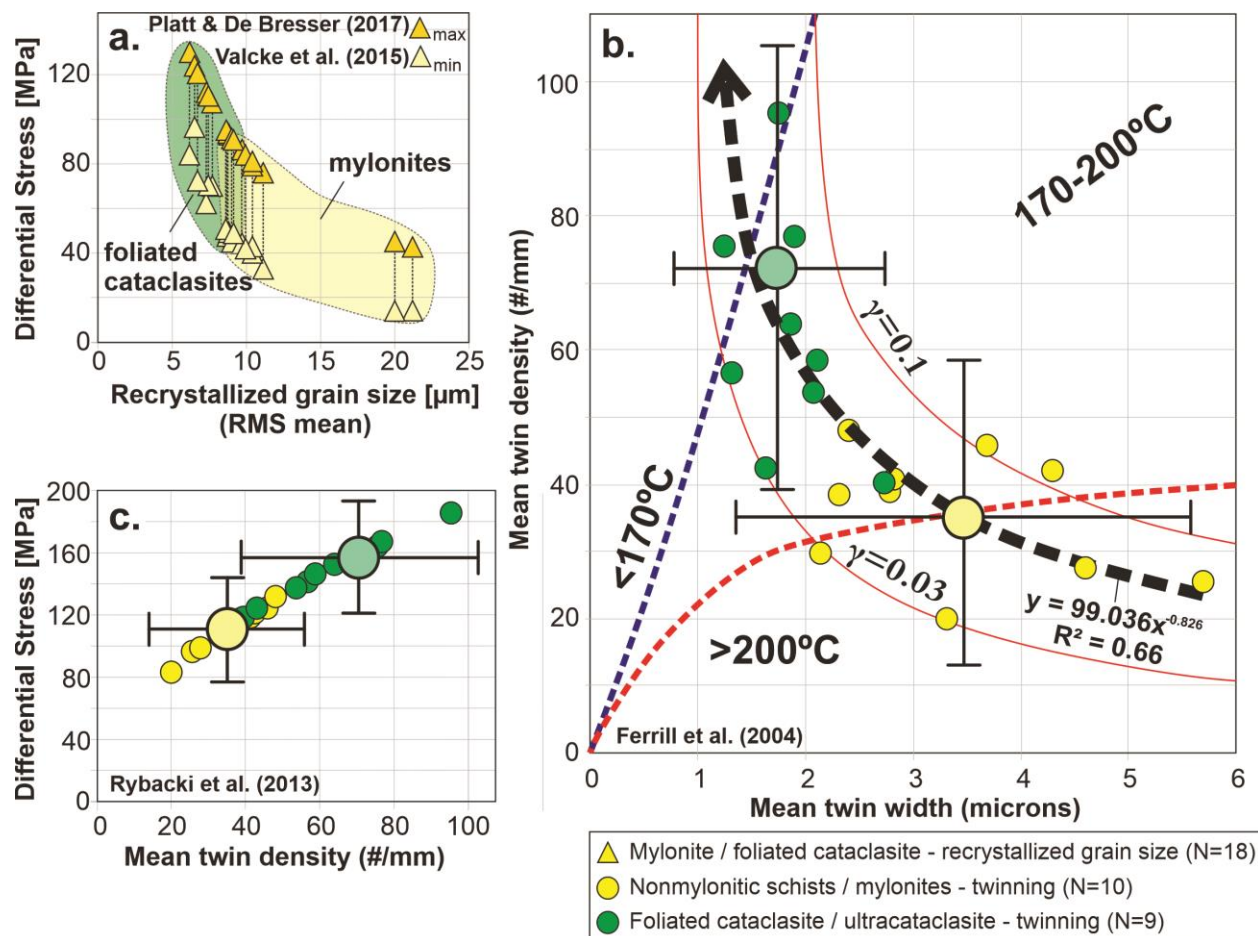 a.
Platt & De Bresser (2017) max
Valcke et al. (2015) min
Differential Stress [MPa]
120
80
40
0
mylonites
foliated
cataclasites
0 5 10 15 20 25
Recrystallized grain size [µm]
(RMS mean)
b.
Mean twin density (#/mm)
100
80
60
40
20
0
170-200ºC
<170ºC
>200ºC
γ=0.1
γ=0.03
y = 99.036x-0.826
R² = 0.66
Ferrill et al. (2004)
0 1 2 3 4 5 6
Mean twin width (microns)
c.
Differential Stress [MPa]
200
160
120
80
40
0
Rybacki et al. (2013)
0 20 40 60 80 100
Mean twin density (#/mm)
Mylonite / foliated cataclasite - recrystallized grain size (N=18)
Nonmylonitic schists / mylonites - twinning (N=10)
Foliated cataclasite / ultracataclasite - twinning (N=9)